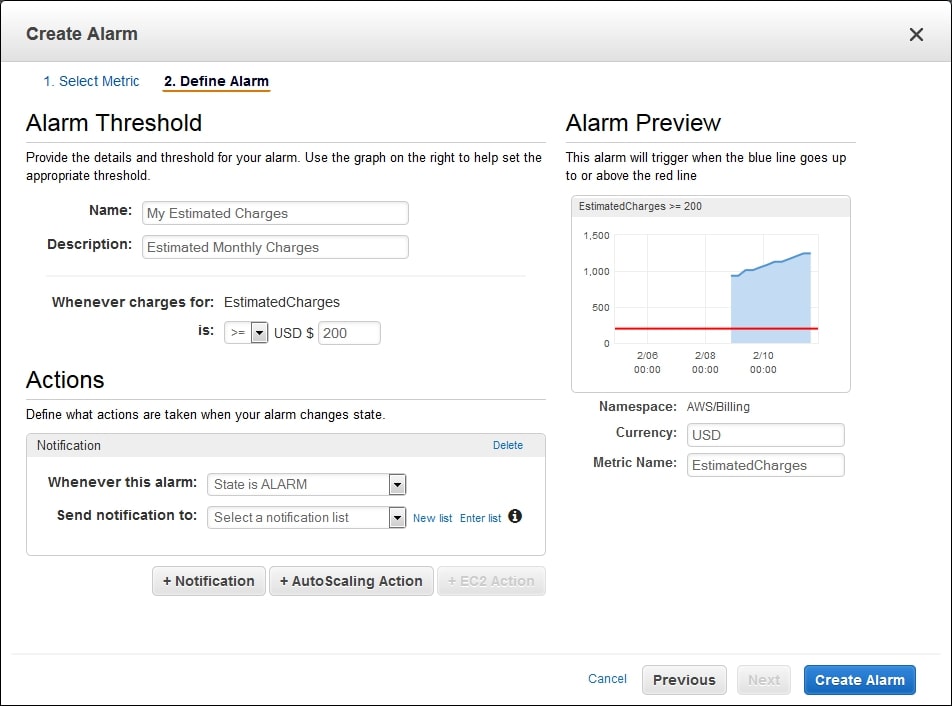 Create Alarm
1. Select Metric 2. Define Alarm
Alarm Threshold
Provide the details and threshold for your alarm. Use the graph on the right to help set the
appropriate threshold.
Name: My Estimated Charges
Description: Estimated Monthly Charges
Whenever charges for: EstimatedCharges
is: >= USD $ 200
Actions
Define what actions are taken when your alarm changes state.
Notification Delete
Whenever this alarm: State is ALARM
Send notification to: Select a notification list New list Enter list
+ Notification + AutoScaling Action + EC2 Action
Alarm Preview
This alarm will trigger when the blue line goes up
to or above the red line
EstimatedCharges >= 200
1,500
1,000
500
0
2/06 2/08 2/10
00:00 00:00 00:00
Namespace: AWS/Billing
Currency: USD
Metric Name: EstimatedCharges
Cancel Previous Next Create Alarm